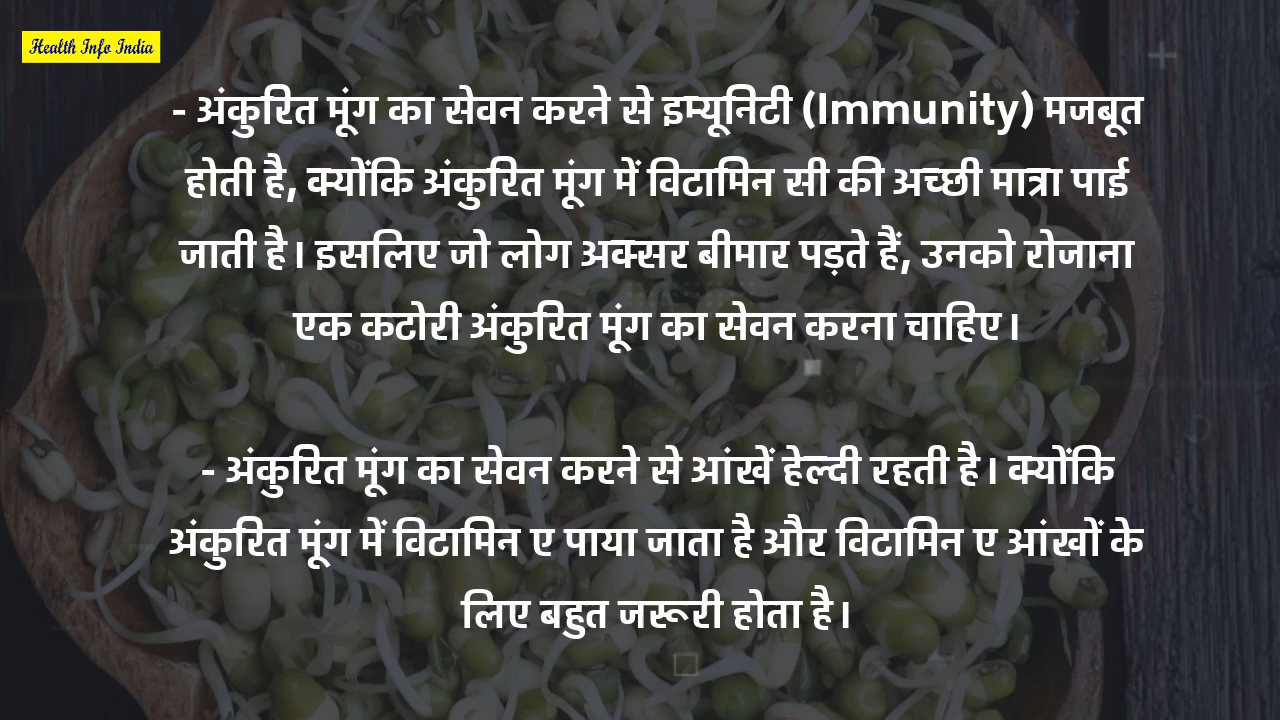 Health Info India
- अंकुरित मूंग का सेवन करने से इम्यूनिटी (Immunity) मजबूत
होती है, क्योंकि अंकुरित मूंग में विटामिन सी की अच्छी मात्रा पाई
जाती है। इसलिए जो लोग अक्सर बीमार पड़ते हैं, उनको रोजाना
एक कटोरी अंकुरित मूंग का सेवन करना चाहिए।
- अंकुरित मूंग का सेवन करने से आंखें हेल्दी रहती है। क्योंकि
अंकुरित मूंग में विटामिन ए पाया जाता है और विटामिन ए आंखों के
लिए बहुत जरूरी होता है।